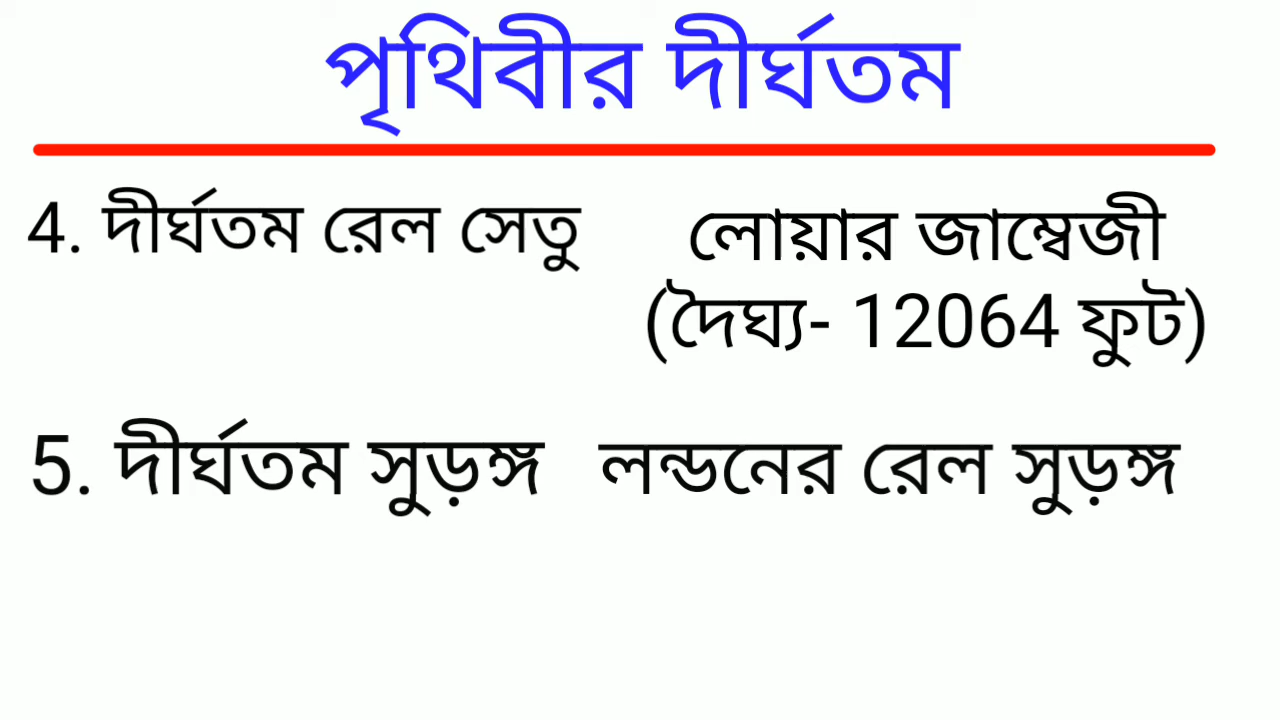 পৃথিবীর দীর্ঘতম
4. দীর্ঘতম রেল সেতু লোয়ার জাম্বেজী
(দৈঘ্য- 12064 ফুট)
5. দীর্ঘতম সুড়ঙ্গ লন্ডনের রেল সুড়ঙ্গ